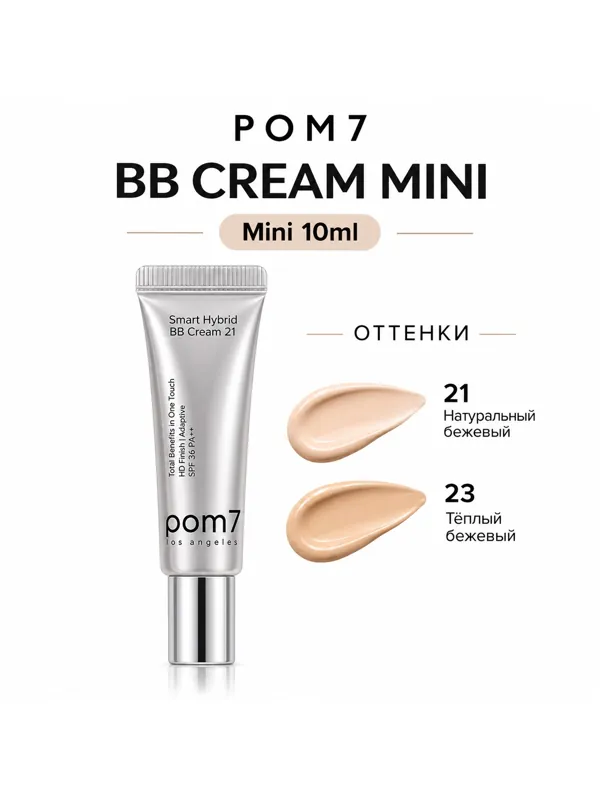 POM7
BB CREAM MINI
Mini 10ml
Smart Hybrid
BB Cream 21
Total Benefits in One Touch
HD Finish | Adaptive
SPF 36 PA++
pom7
los angeles
ОТТЕНКИ
21
Натуральный
бежевый
23
Тёплый
бежевый